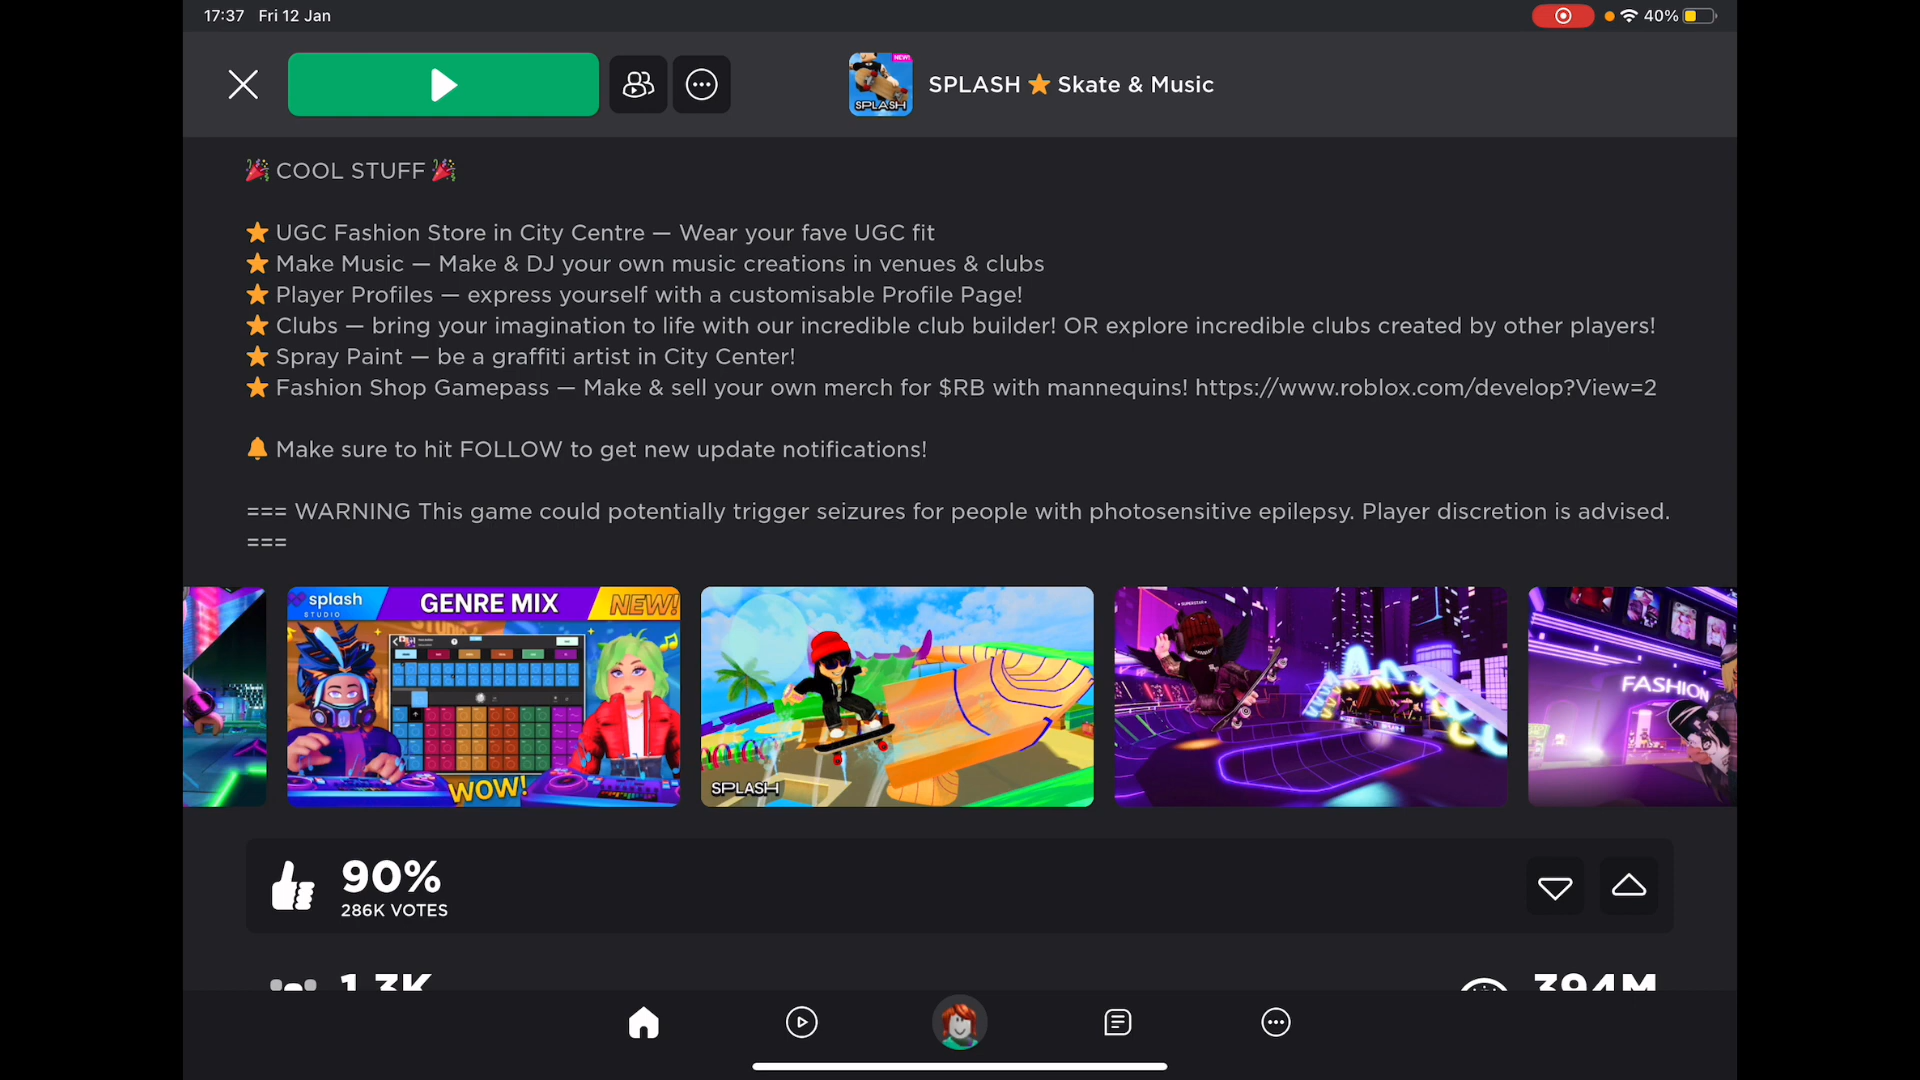 17:37 Fri 12 Jan
40%
SPLASH ⭐ Skate & Music
NEW!
SPLASH
🎉 COOL STUFF 🎉
⭐ UGC Fashion Store in City Centre — Wear your fave UGC fit
⭐ Make Music — Make & DJ your own music creations in venues & clubs
⭐ Player Profiles — express yourself with a customisable Profile Page!
⭐ Clubs — bring your imagination to life with our incredible club builder! OR explore incredible clubs created by other players!
⭐ Spray Paint — be a graffiti artist in City Center!
⭐ Fashion Shop Gamepass — Make & sell your own merch for $RB with mannequins! https://www.roblox.com/develop?View=2
🔔 Make sure to hit FOLLOW to get new update notifications!
=== WARNING This game could potentially trigger seizures for people with photosensitive epilepsy. Player discretion is advised.
===
splash
STUDIO
GENRE MIX
NEW!
WOW!
SPLASH
FASHION
90%
286K VOTES
1.3K
394M